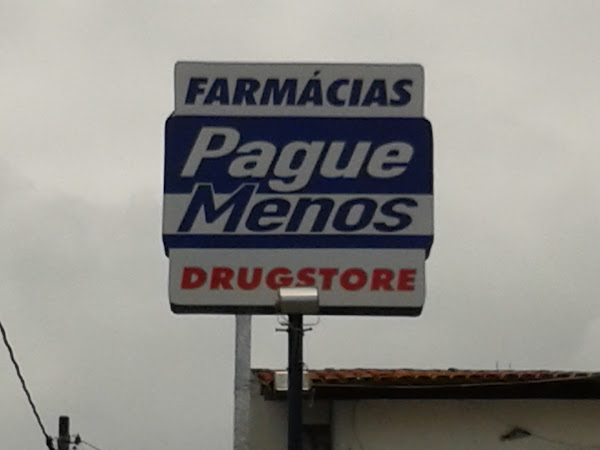 FARMÁCIAS
Pague
Menos
DRUGSTORE